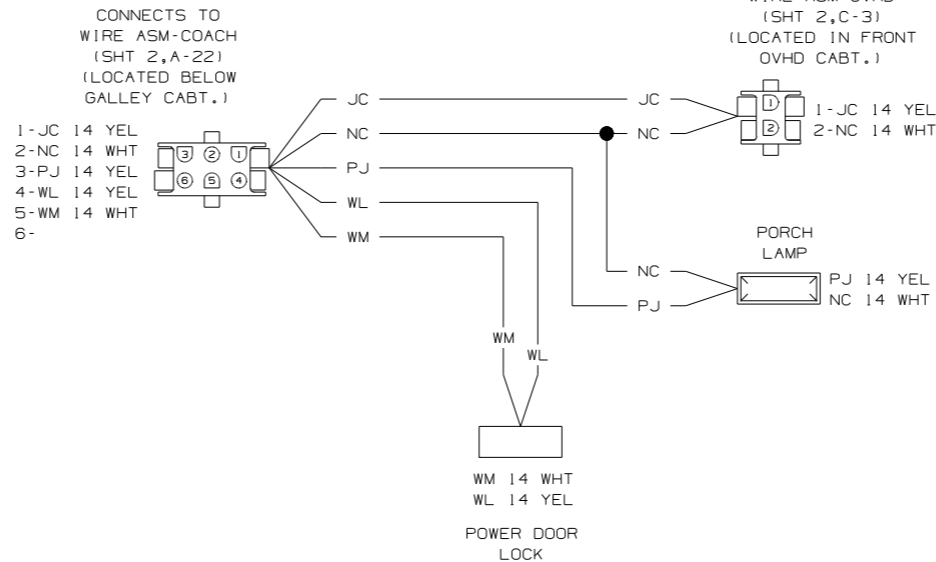 CONNECTS TO
WIRE ASM-COACH
(SHT 2,A-22)
(LOCATED BELOW
GALLEY CABT.)
1-JC 14 YEL
2-NC 14 WHT
3-PJ 14 YEL
4-WL 14 YEL
5-WM 14 WHT
6-
3 2 1
6 5 4
JC
NC
PJ
WL
WM
JC
NC
(SHT 2,C-3)
(LOCATED IN FRONT
OVHD CABT.)
1
2
1-JC 14 YEL
2-NC 14 WHT
PORCH
LAMP
NC
PJ
PJ 14 YEL
NC 14 WHT
WM
WL
WM 14 WHT
WL 14 YEL
POWER DOOR
LOCK